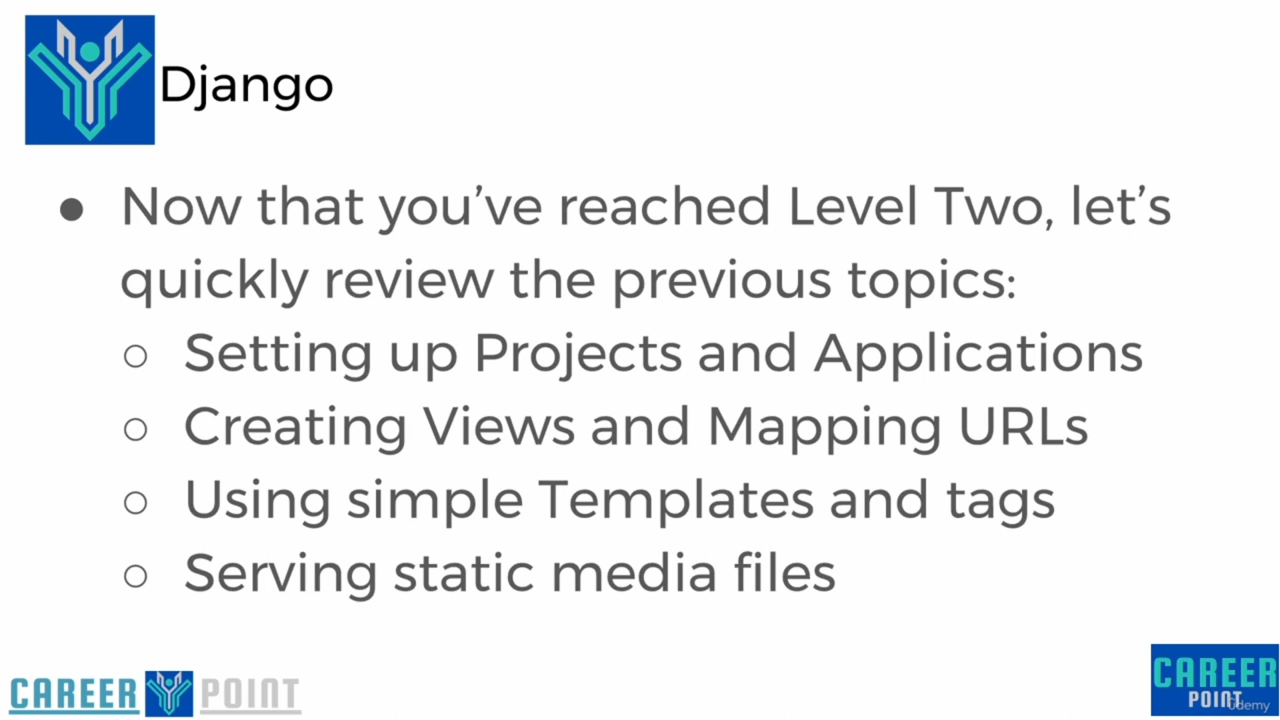 Django
● Now that you’ve reached Level Two, let’s
quickly review the previous topics:
○ Setting up Projects and Applications
○ Creating Views and Mapping URLs
○ Using simple Templates and tags
○ Serving static media files
CAREER POINT
CAREER
POINT
udemy